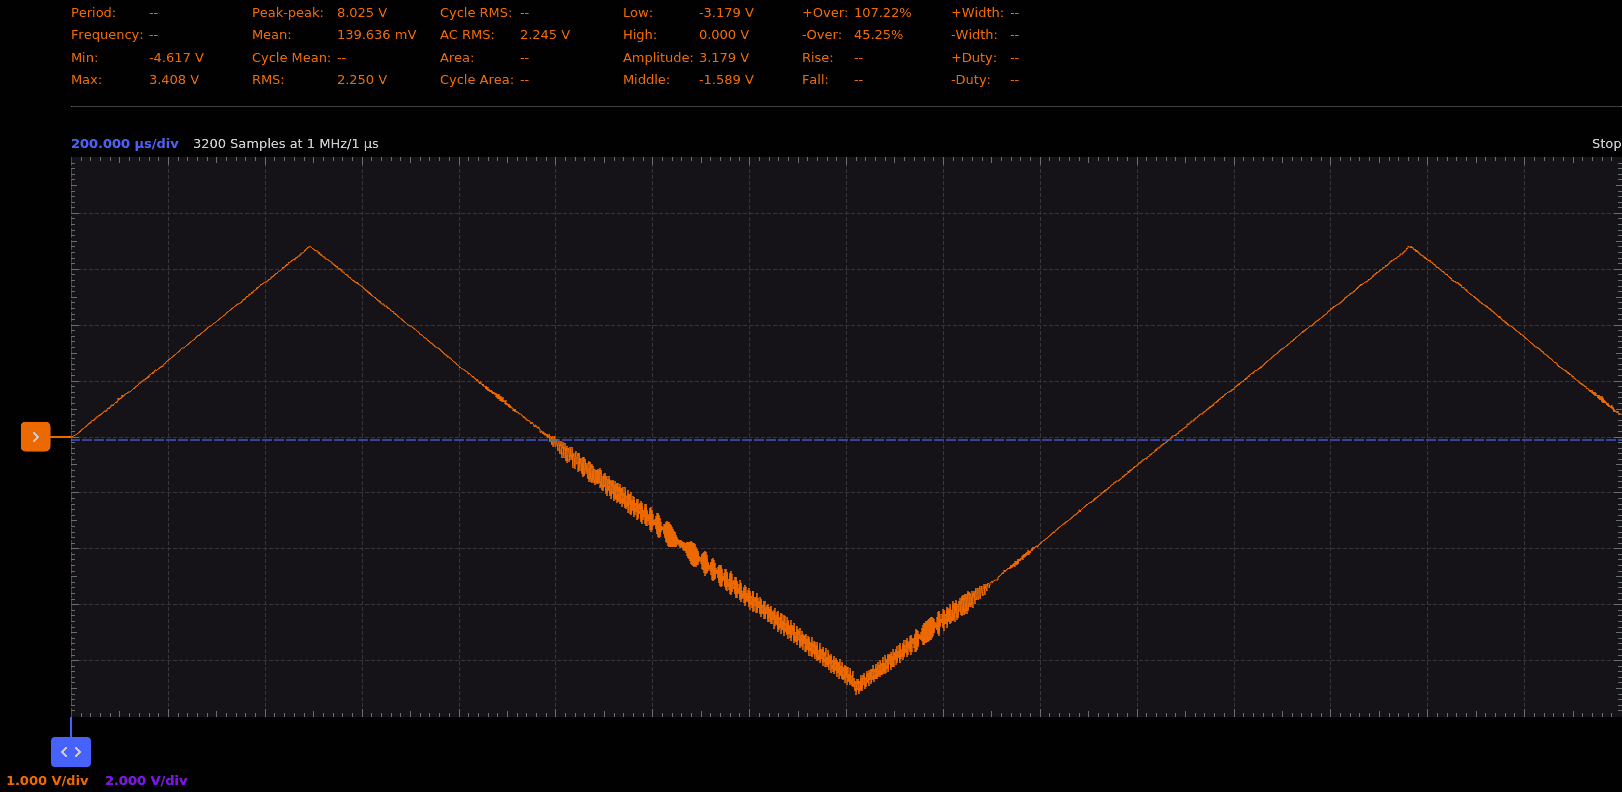 Period: -- Peak-peak: 8.025 V Cycle RMS: -- Low: -3.179 V +Over: 107.22% +Width: --
Frequency: -- Mean: 139.636 mV AC RMS: 2.245 V High: 0.000 V -Over: 45.25% -Width: --
Min: -4.617 V Cycle Mean: -- Area: -- Amplitude: 3.179 V Rise: -- +Duty: --
Max: 3.408 V RMS: 2.250 V Cycle Area: -- Middle: -1.589 V Fall: -- -Duty: --
200.000 µs/div 3200 Samples at 1 MHz/1 µs Stop
1.000 V/div 2.000 V/div